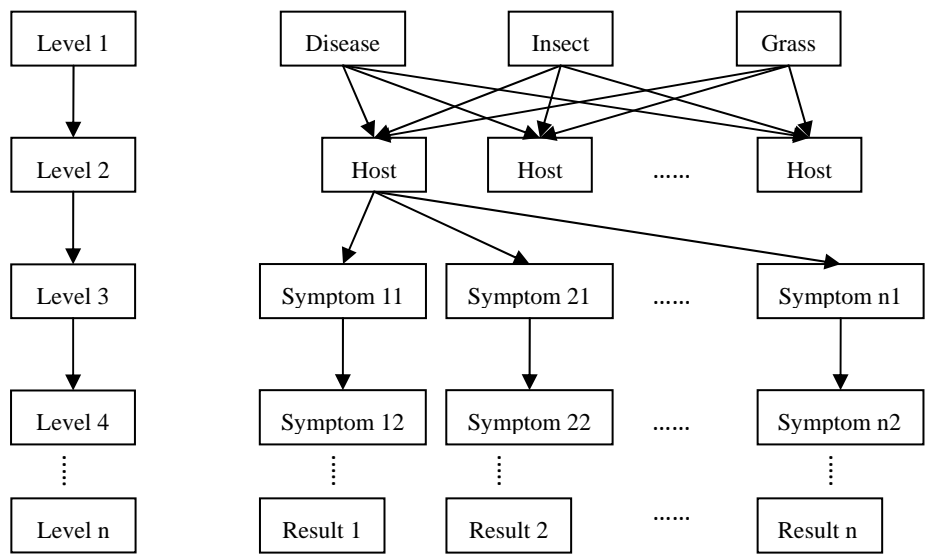 Level 1 Disease Insect Grass
Level 2 Host Host ...... Host
Level 3 Symptom 11 Symptom 21 ...... Symptom n1
Level 4 Symptom 12 Symptom 22 ...... Symptom n2
Level n Result 1 Result 2 ...... Result n